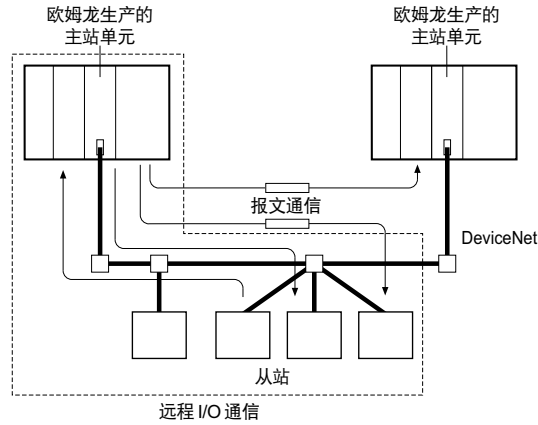 欧姆龙生产的
主站单元
欧姆龙生产的
主站单元
报文通信
DeviceNet
从站
远程 I/O 通信